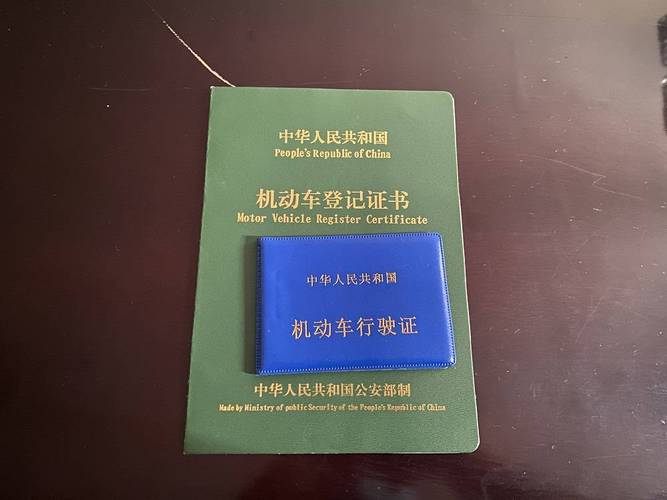 中华人民共和国
People's Republic of China
机动车登记证书
Motor Vehicle Register Certificate
中华人民共和国
机动车行驶证
中华人民共和国公安部制
Made by Ministry of public Security of the People's Republic of China